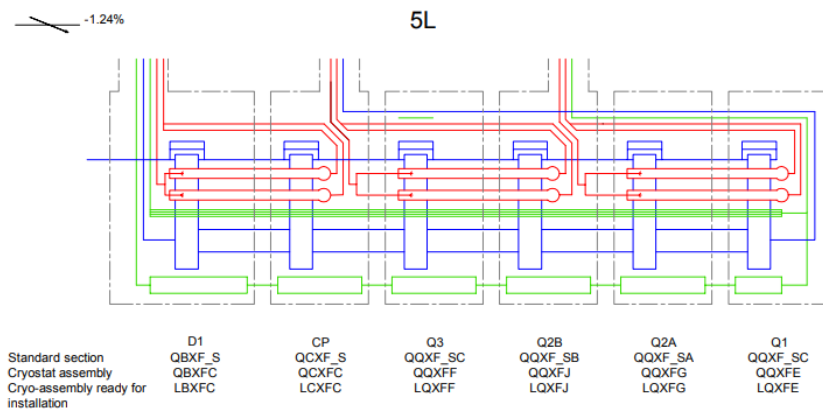 -1.24%
5L
D1 CP Q3 Q2B Q2A Q1
Standard section QBXF_S QCXF_S QQXF_SC QQXF_SB QQXF_SA QQXF_SC
Cryostat assembly QBXFC QCXFC QQXFF QQXFJ QQXFG QQXFE
Cryo-assembly ready for LBXFC LCXFC LQXFF LQXFJ LQXFG LQXFE
installation